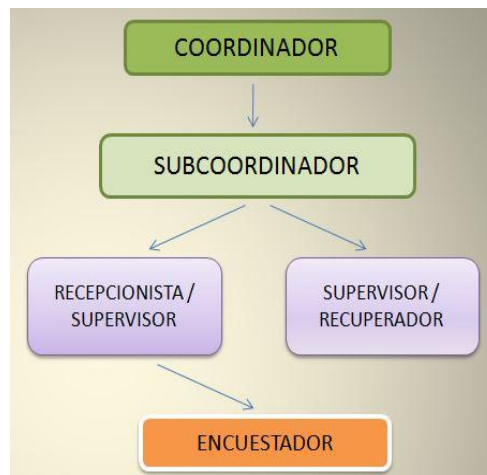 COORDINADOR
SUBCOORDINADOR
RECEPCIONISTA /
SUPERVISOR
SUPERVISOR /
RECUPERADOR
ENCUESTADOR